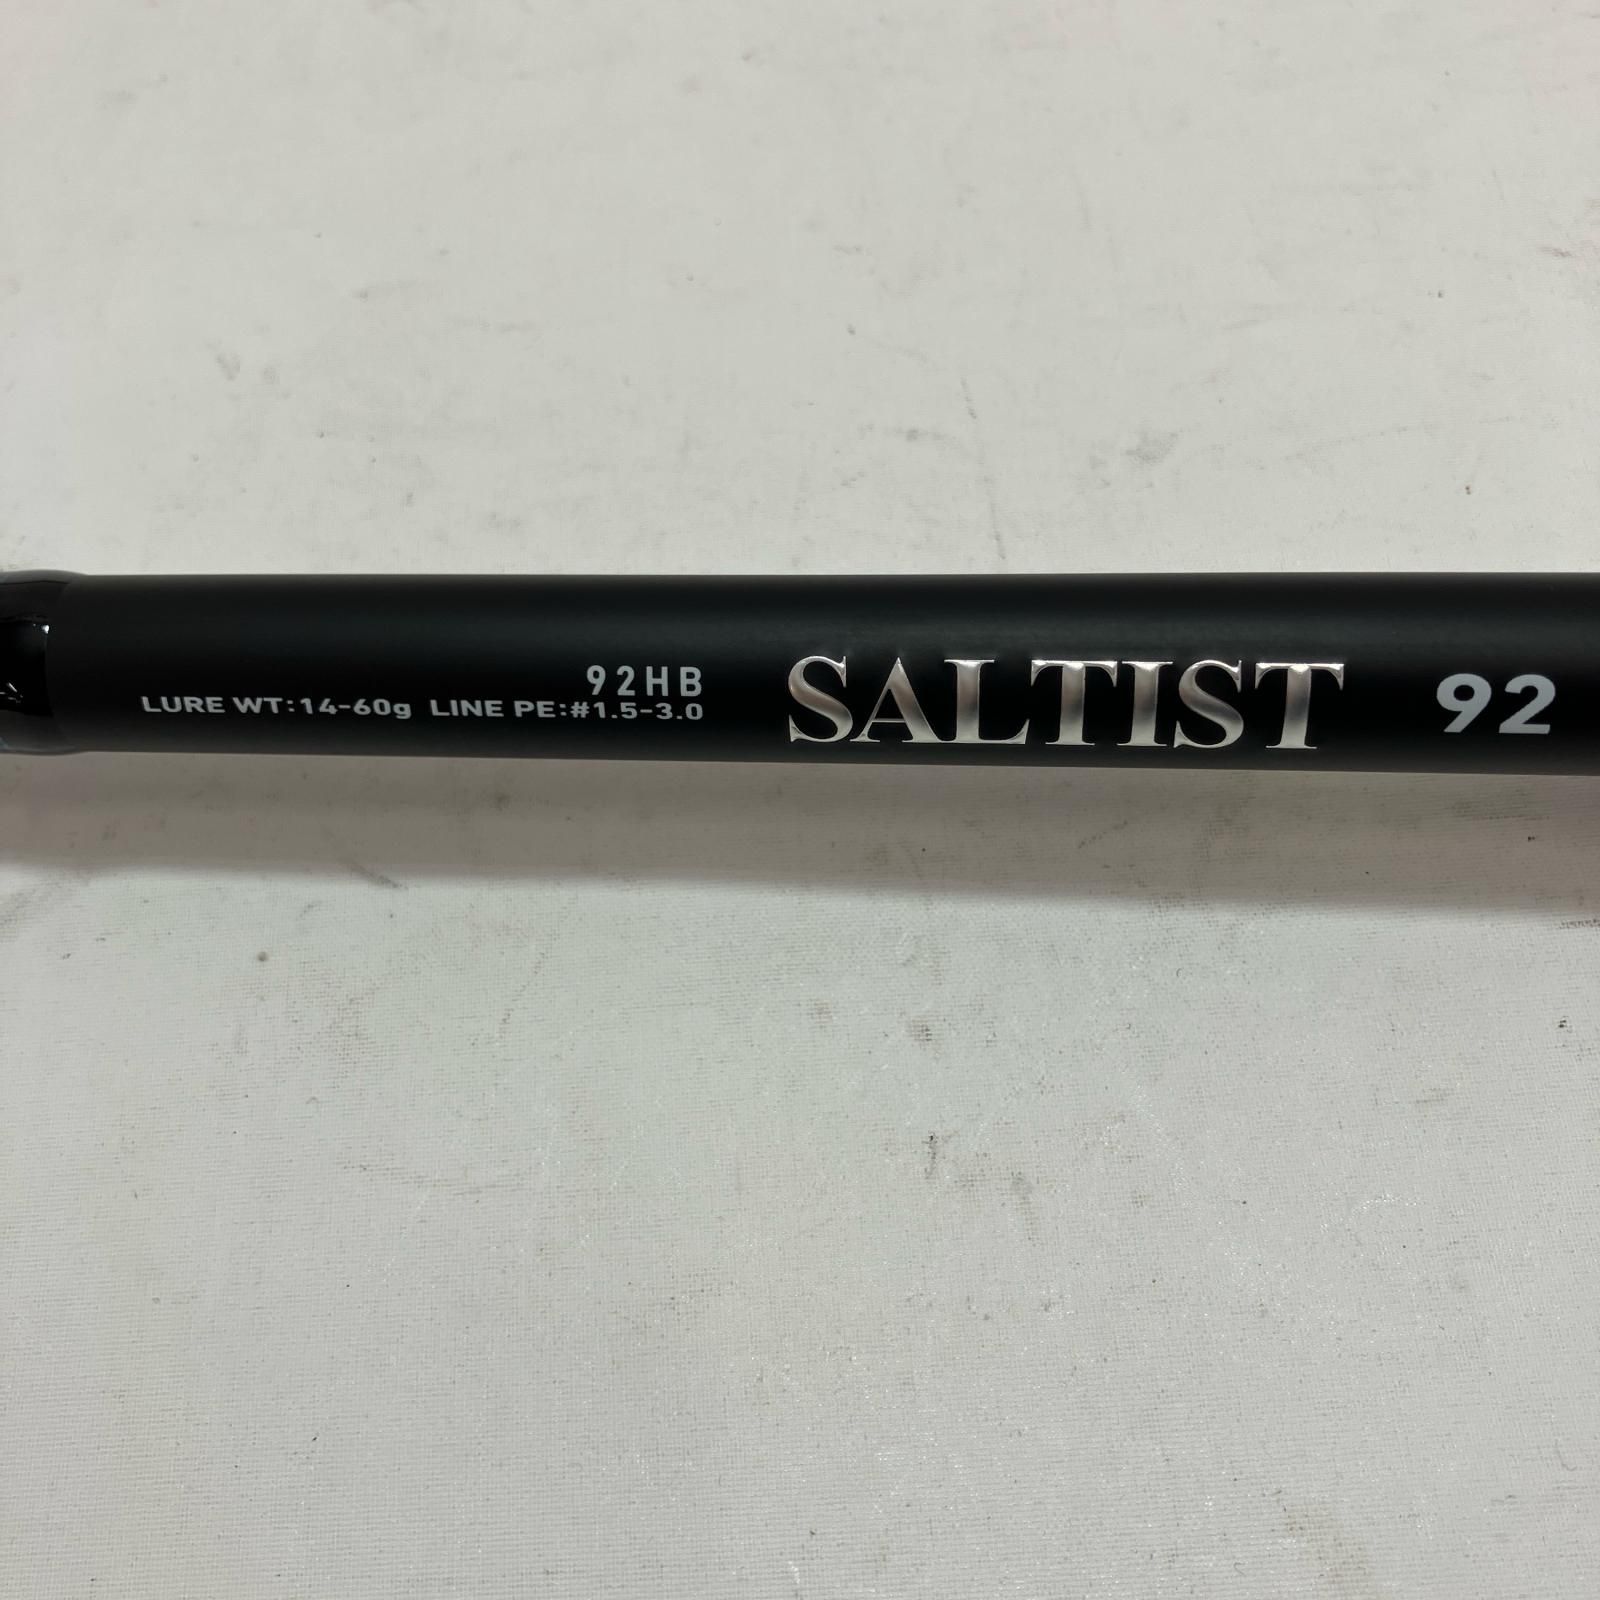 92HB
LURE WT:14-60g LINE PE:#1.5-3.0
SALTIST 92